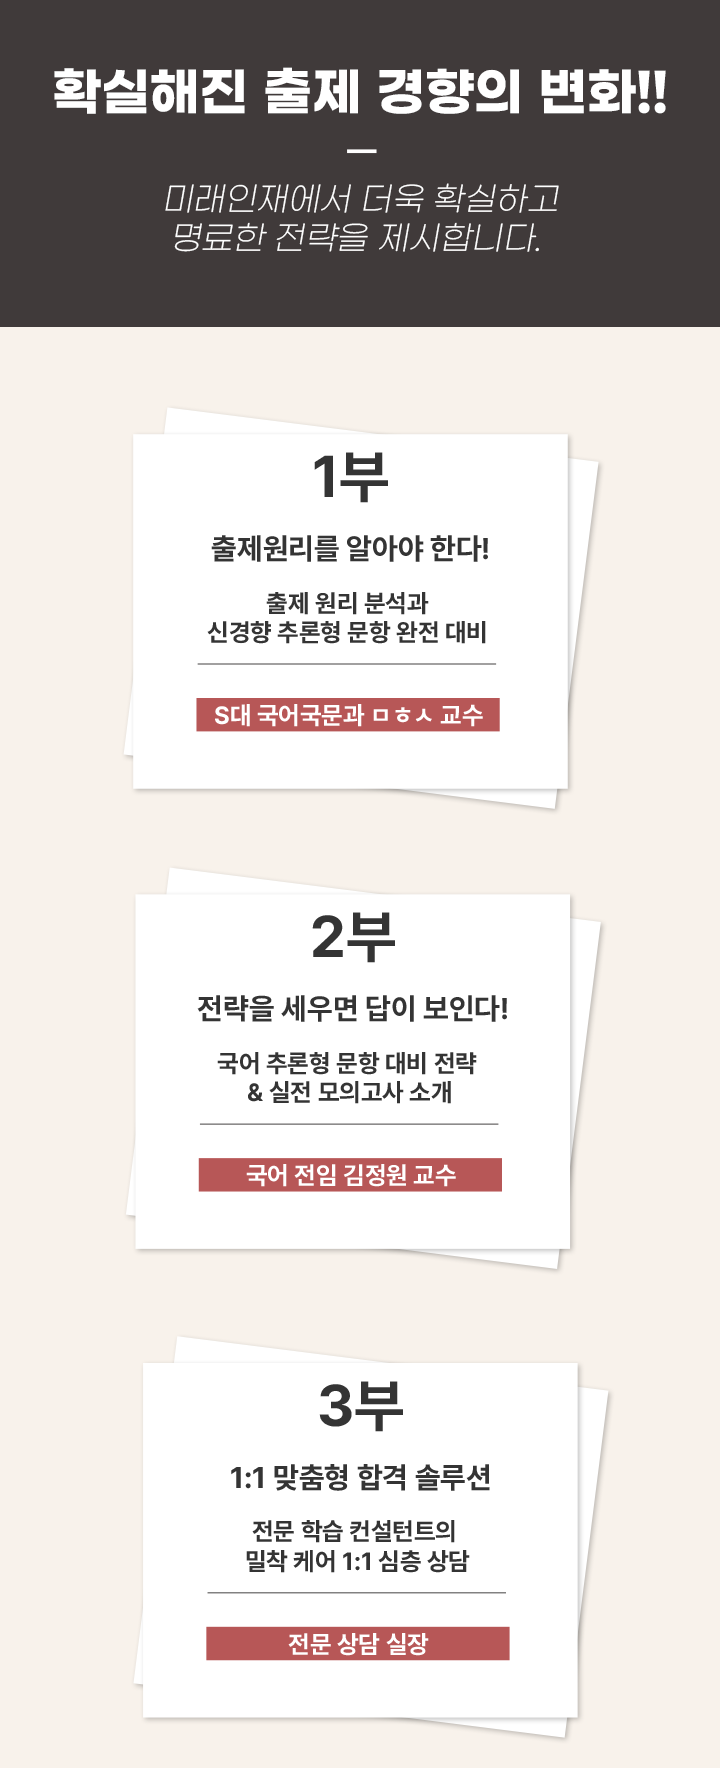 확실해진 출제 경향의 변화!!
미래인재에서 더욱 확실하고
명료한 전략을 제시합니다.
1부
출제원리를 알아야 한다!
출제 원리 분석과
신경향 추론형 문항 완전 대비
S대 국어국문과 ㅁㅎㅅ 교수
2부
전략을 세우면 답이 보인다!
국어 추론형 문항 대비 전략
& 실전 모의고사 소개
국어 전임 김정원 교수
3부
1:1 맞춤형 합격 솔루션
전문 학습 컨설턴트의
밀착 케어 1:1 심층 상담
전문 상담 실장